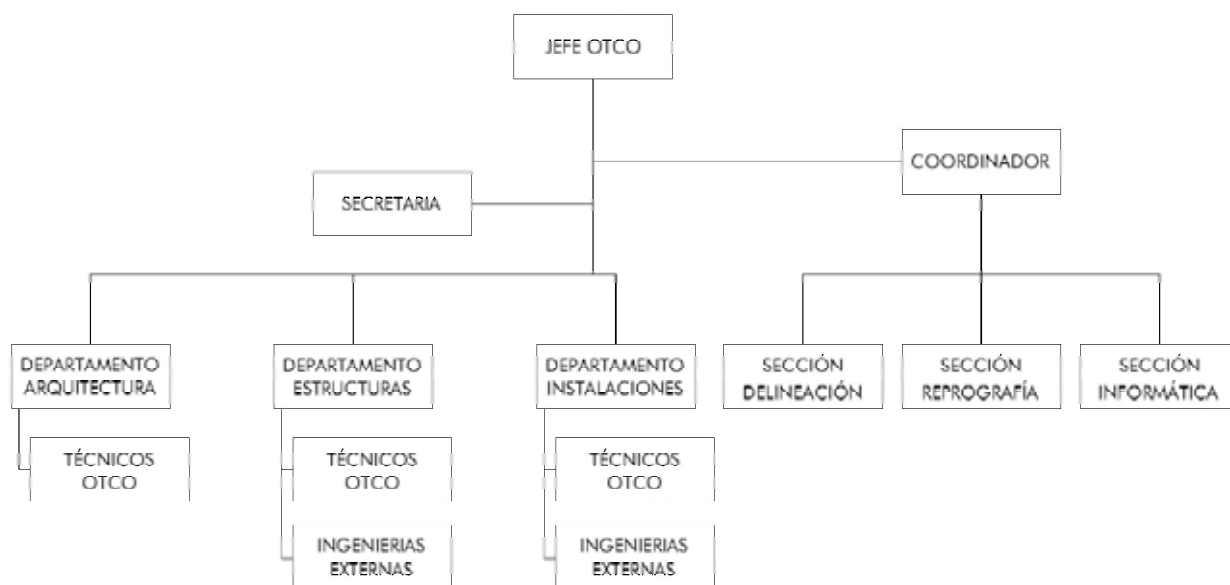 JEFE OTCO
COORDINADOR
SECRETARIA
DEPARTAMENTO
ARQUITECTURA
DEPARTAMENTO
ESTRUCTURAS
DEPARTAMENTO
INSTALACIONES
SECCIÓN
DELINEACIÓN
SECCIÓN
REPROGRAFÍA
SECCIÓN
INFORMÁTICA
TÉCNICOS
OTCO
TÉCNICOS
OTCO
TÉCNICOS
OTCO
INGENIERIAS
EXTERNAS
INGENIERIAS
EXTERNAS